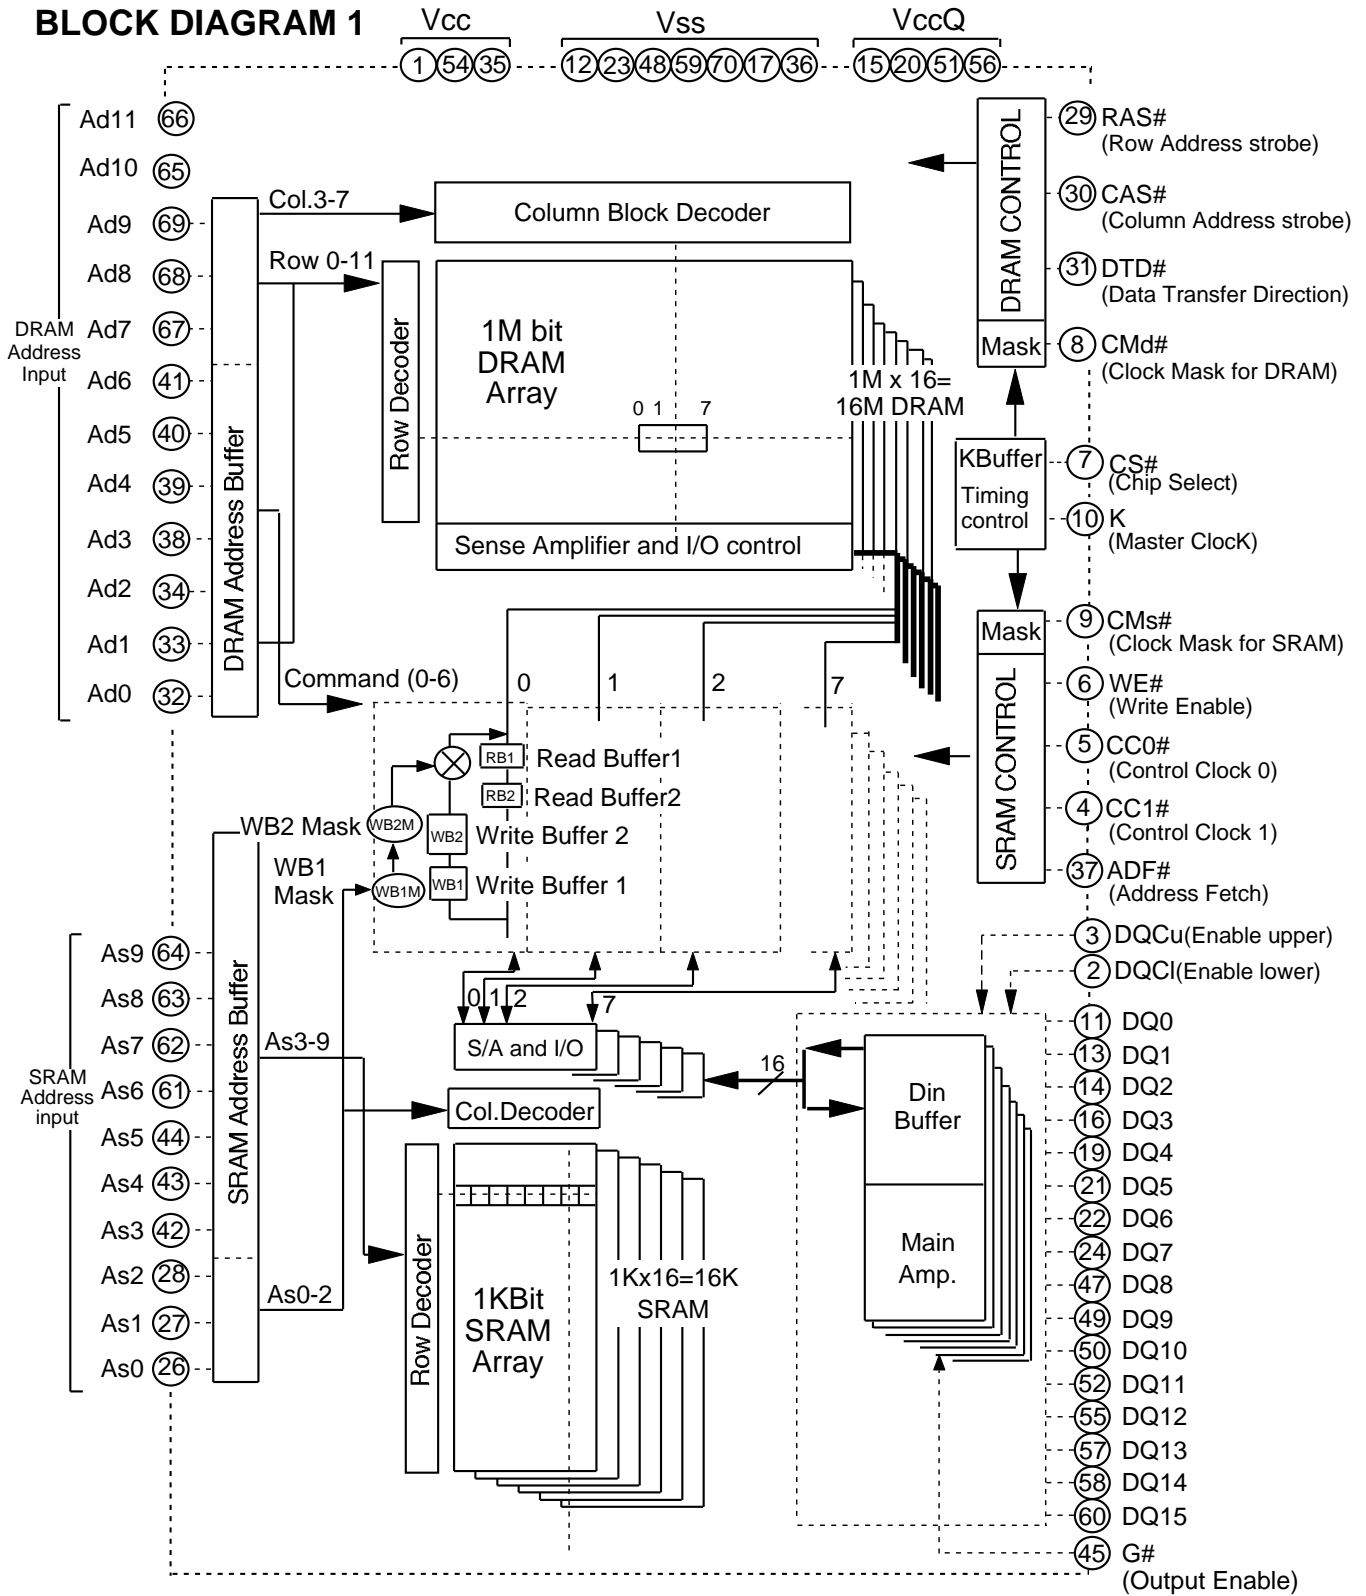 BLOCK DIAGRAM 1
Vcc
Vss
VccQ
1 54 35
12 23 48 59 70 17 36
15 20 51 56
DRAM
Address
Input
Ad11 66
Ad10 65
Ad9 69
Ad8 68
Ad7 67
Ad6 41
Ad5 40
Ad4 39
Ad3 38
Ad2 34
Ad1 33
Ad0 32
DRAM Address Buffer
Col.3-7
Row 0-11
Command (0-6)
Column Block Decoder
Row Decoder
1M bit
DRAM
Array
0 1 7
Sense Amplifier and I/O control
1M x 16=
16M DRAM
DRAM CONTROL
Mask
29 RAS#
(Row Address strobe)
30 CAS#
(Column Address strobe)
31 DTD#
(Data Transfer Direction)
8 CMd#
(Clock Mask for DRAM)
KBuffer
Timing
control
7 CS#
(Chip Select)
10 K
(Master ClocK)
Mask
SRAM CONTROL
9 CMs#
(Clock Mask for SRAM)
6 WE#
(Write Enable)
5 CC0#
(Control Clock 0)
4 CC1#
(Control Clock 1)
37 ADF#
(Address Fetch)
0 1 2 7
RB1 Read Buffer1
RB2 Read Buffer2
WB2 Mask WB2M WB2 Write Buffer 2
WB1
Mask
WB1M WB1 Write Buffer 1
SRAM
Address
input
As9 64
As8 63
As7 62
As6 61
As5 44
As4 43
As3 42
As2 28
As1 27
As0 26
SRAM Address Buffer
As3-9
As0-2
0 1 2 7
S/A and I/O
Col.Decoder
Row Decoder
1KBit
SRAM
Array
1Kx16=16K
SRAM
16
Din
Buffer
Main
Amp.
3 DQCu(Enable upper)
2 DQCl(Enable lower)
11 DQ0
13 DQ1
14 DQ2
16 DQ3
19 DQ4
21 DQ5
22 DQ6
24 DQ7
47 DQ8
49 DQ9
50 DQ10
52 DQ11
55 DQ12
57 DQ13
58 DQ14
60 DQ15
45 G#
(Output Enable)